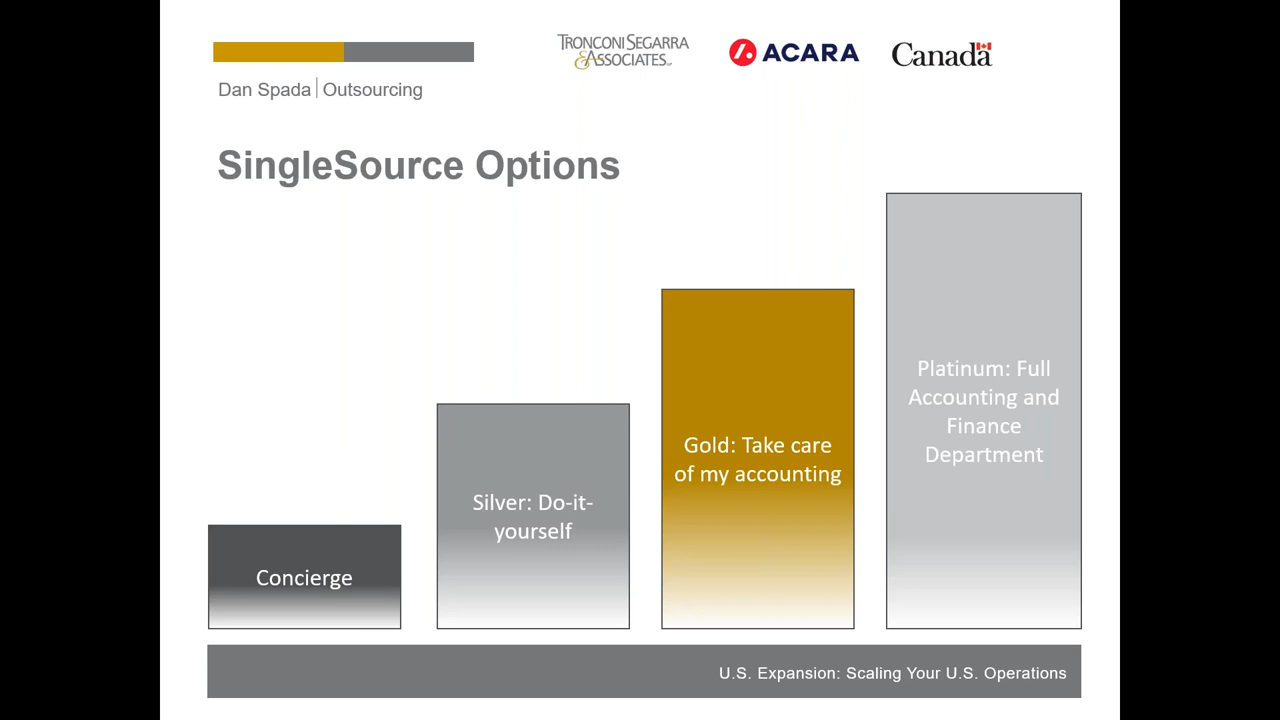 TRONCONI SEGARRA
& ASSOCIATES LLP
ACARA
Canada
Dan Spada | Outsourcing
SingleSource Options
Concierge
Silver: Do-it-
yourself
Gold: Take care
of my accounting
Platinum: Full
Accounting and
Finance
Department
U.S. Expansion: Scaling Your U.S. Operations